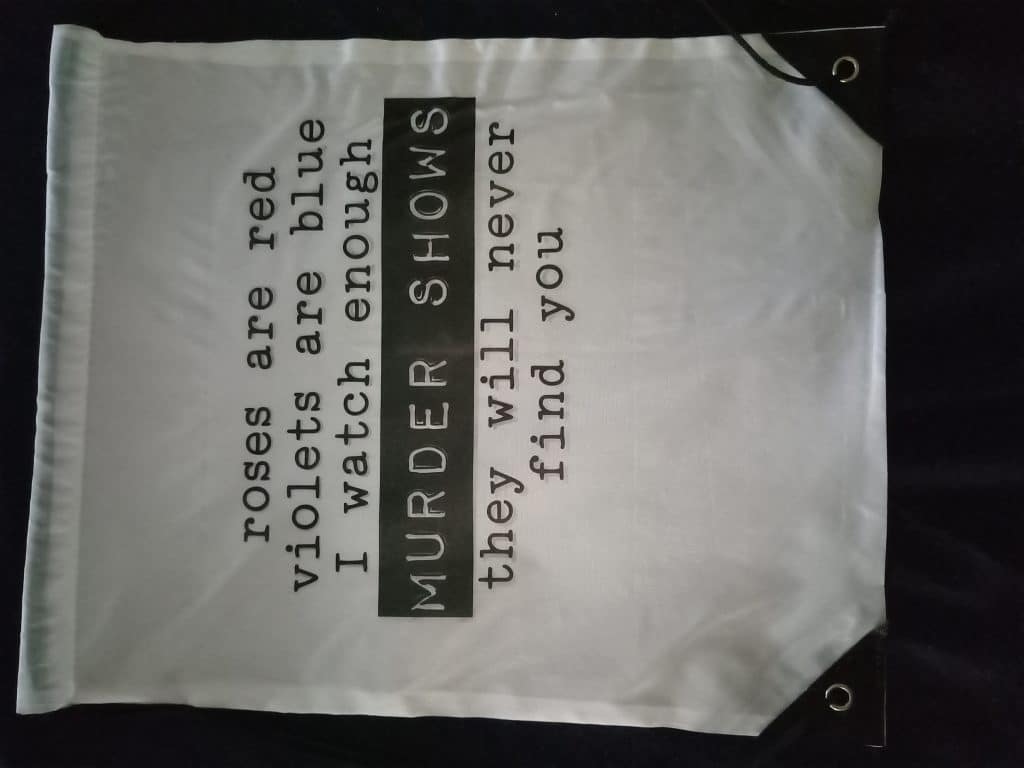 roses are red
violets are blue
I watch enough
MURDER SHOWS
they will never
find you